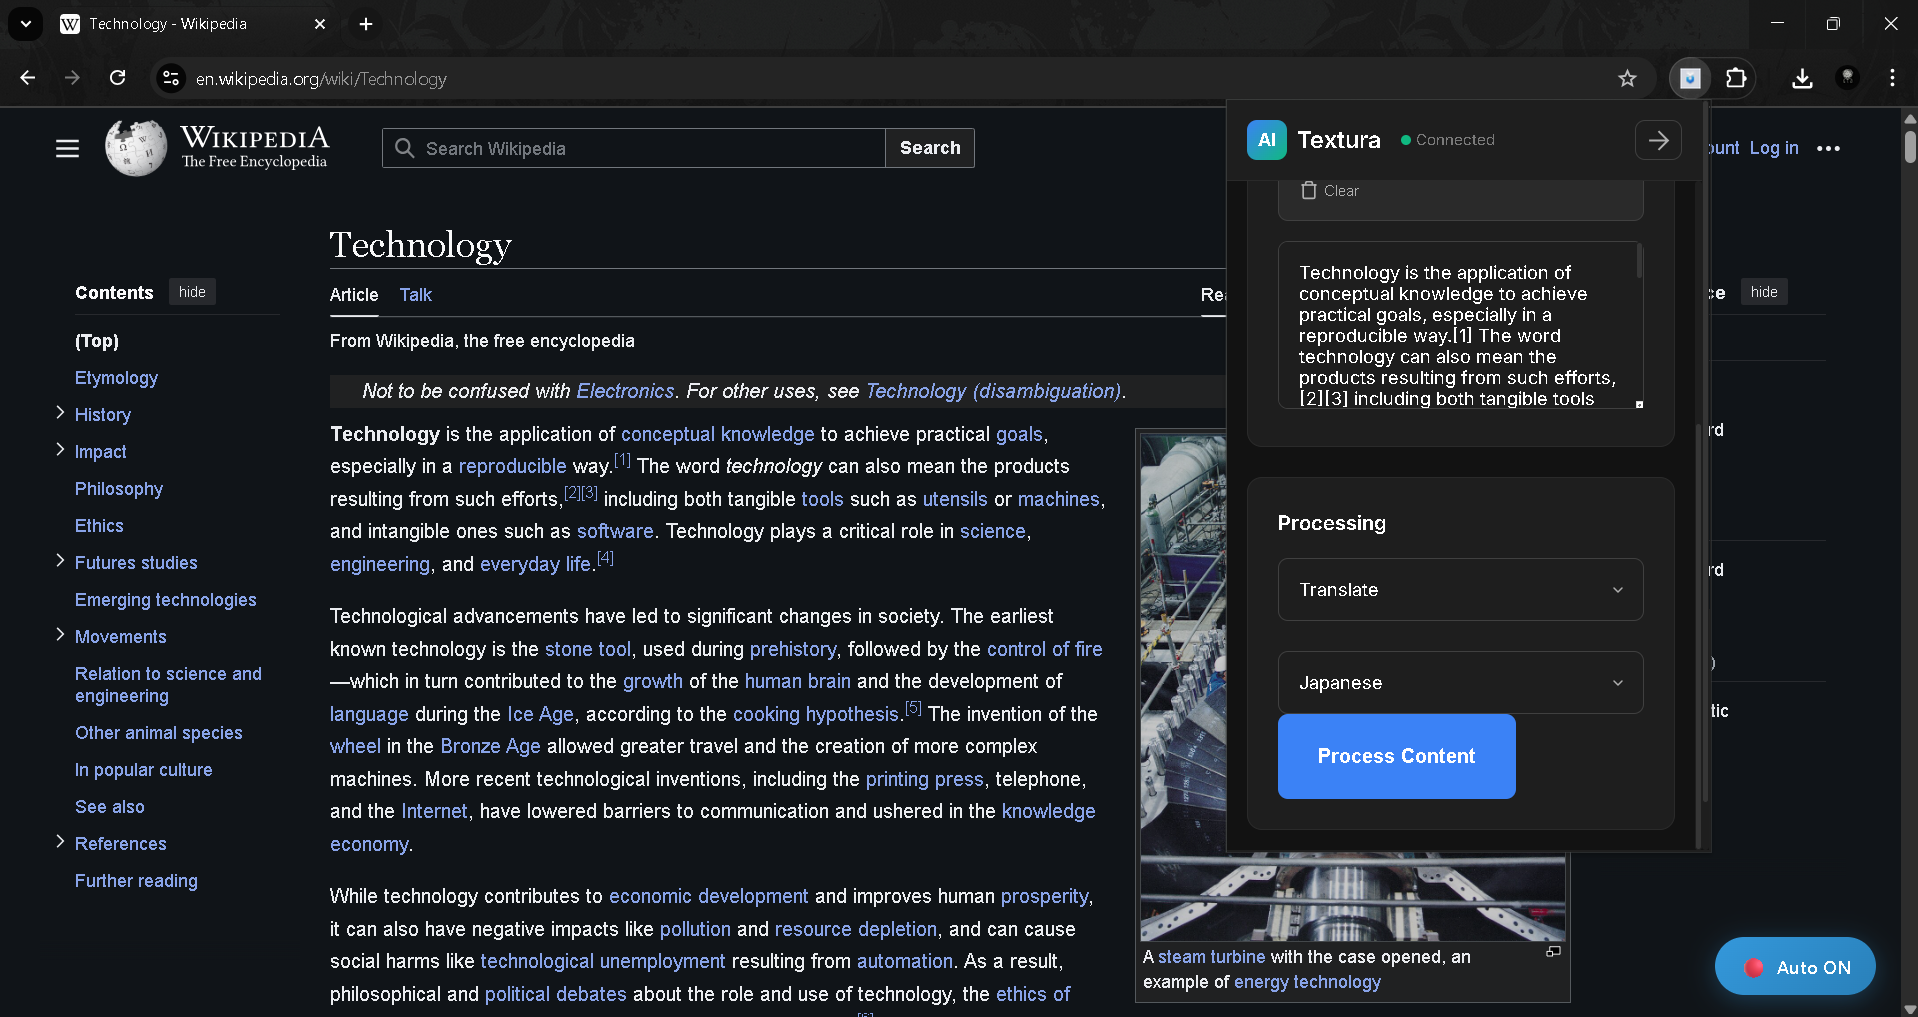 Technology - Wikipedia
en.wikipedia.org/wiki/Technology
WIKIPEDIA
The Free Encyclopedia
Search Wikipedia
Search
Log in
Contents
hide
(Top)
Etymology
History
Impact
Philosophy
Ethics
Futures studies
Emerging technologies
Movements
Relation to science and
engineering
Other animal species
In popular culture
See also
References
Further reading
Technology
Article Talk
From Wikipedia, the free encyclopedia
Not to be confused with Electronics. For other uses, see Technology (disambiguation).
Technology is the application of conceptual knowledge to achieve practical goals,
especially in a reproducible way.[1] The word technology can also mean the products
resulting from such efforts,[2][3] including both tangible tools such as utensils or machines,
and intangible ones such as software. Technology plays a critical role in science,
engineering, and everyday life.[4]
Technological advancements have led to significant changes in society. The earliest
known technology is the stone tool, used during prehistory, followed by the control of fire
—which in turn contributed to the growth of the human brain and the development of
language during the Ice Age, according to the cooking hypothesis.[5] The invention of the
wheel in the Bronze Age allowed greater travel and the creation of more complex
machines. More recent technological inventions, including the printing press, telephone,
and the Internet, have lowered barriers to communication and ushered in the knowledge
economy.
While technology contributes to economic development and improves human prosperity,
it can also have negative impacts like pollution and resource depletion, and can cause
social harms like technological unemployment resulting from automation. As a result,
philosophical and political debates about the role and use of technology, the ethics of
A steam turbine with the case opened, an
example of energy technology
AI Textura Connected
Clear
Technology is the application of
conceptual knowledge to achieve
practical goals, especially in a
reproducible way.[1] The word
technology can also mean the
products resulting from such efforts,
[2][3] including both tangible tools
Processing
Translate
Japanese
Process Content
hide
Auto ON